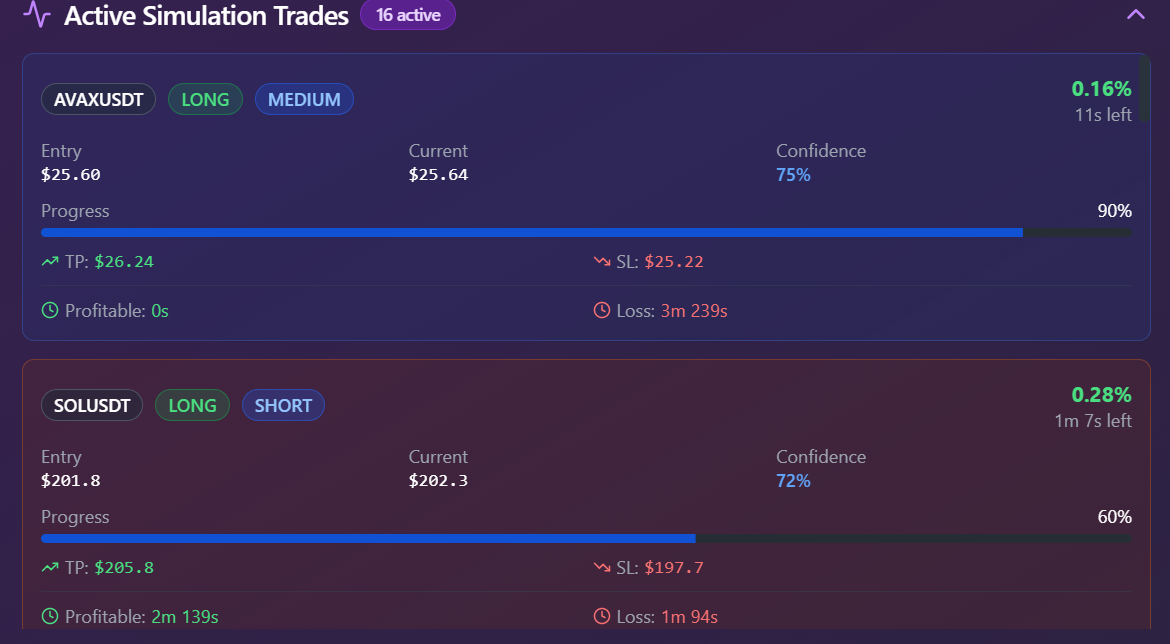 Active Simulation Trades 16 active
AVAXUSDT LONG MEDIUM 0.16%
11s left
Entry Current Confidence
$25.60 $25.64 75%
Progress 90%
TP: $26.24 SL: $25.22
Profitable: 0s Loss: 3m 239s
SOLUSDT LONG SHORT 0.28%
1m 7s left
Entry Current Confidence
$201.8 $202.3 72%
Progress 60%
TP: $205.8 SL: $197.7
Profitable: 2m 139s Loss: 1m 94s